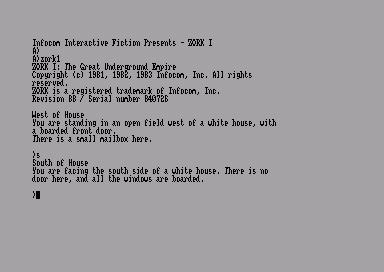 Infocom Interactive Fiction Presents - ZORK I
A)
A)zork1
ZORK I: The Great Underground Empire
Copyright (c) 1981, 1982, 1983 Infocom, Inc. All rights
reserved.
ZORK is a registered trademark of Infocom, Inc.
Revision 88 / Serial number 840726
West of House
You are standing in an open field west of a white house, with
a boarded front door.
There is a small mailbox here.
)s
South of House
You are facing the south side of a white house. There is no
door here, and all the windows are boarded.
)